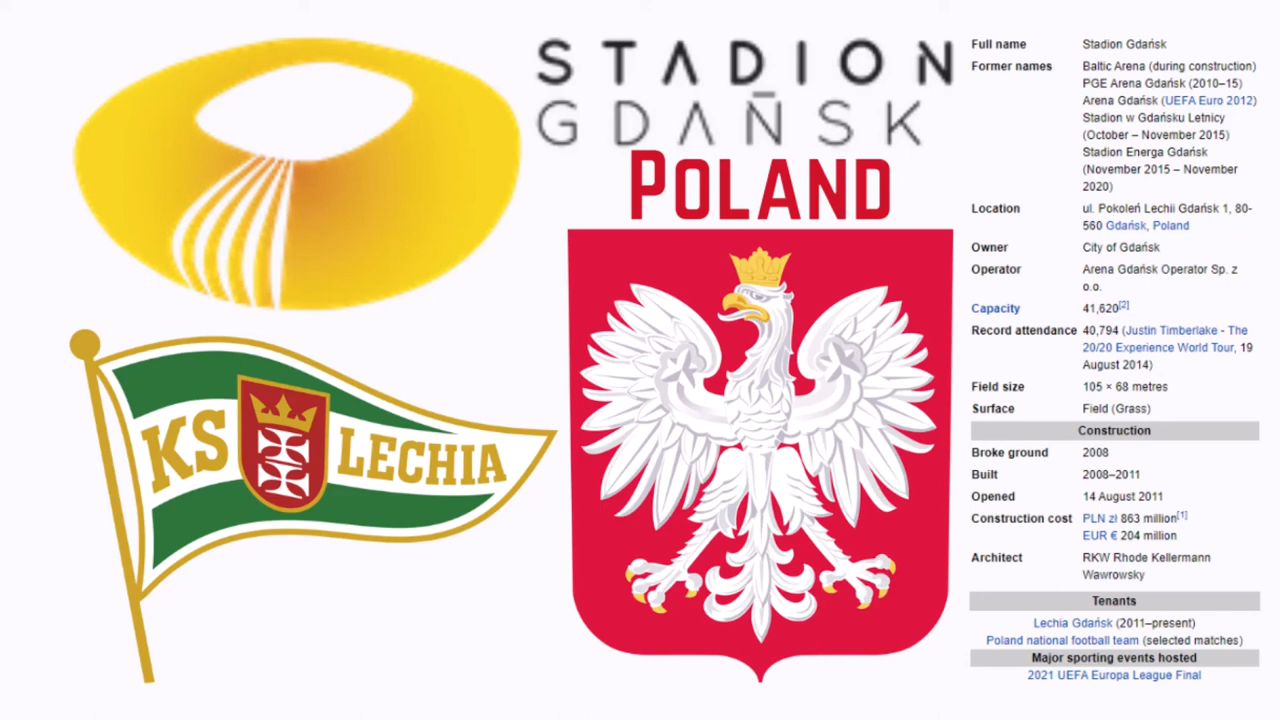 STADION
GDAŃSK
POLAND
KS LECHIA
Full name Stadion Gdańsk
Former names Baltic Arena (during construction)
PGE Arena Gdańsk (2010–15)
Arena Gdańsk (UEFA Euro 2012)
Stadion w Gdańsku Letnicy
(October – November 2015)
Stadion Energa Gdańsk
(November 2015 – November
2020)
Location ul. Pokoleń Lechii Gdańsk 1, 80-
560 Gdańsk, Poland
Owner City of Gdańsk
Operator Arena Gdańsk Operator Sp. z
o.o.
Capacity 41,620[2]
Record attendance 40,794 (Justin Timberlake - The
20/20 Experience World Tour, 19
August 2014)
Field size 105 × 68 metres
Surface Field (Grass)
Construction
Broke ground 2008
Built 2008–2011
Opened 14 August 2011
Construction cost PLN zł 863 million[1]
EUR € 204 million
Architect RKW Rhode Kellermann
Wawrowsky
Tenants
Lechia Gdańsk (2011–present)
Poland national football team (selected matches)
Major sporting events hosted
2021 UEFA Europa League Final